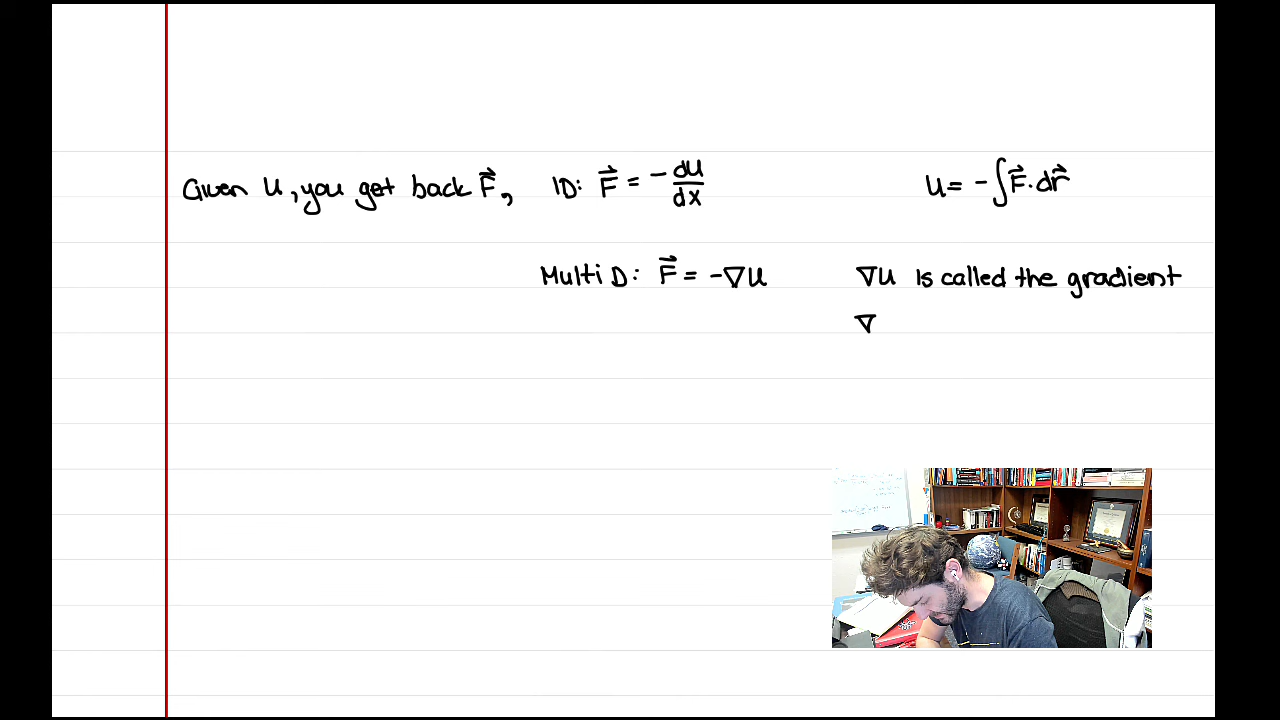 Given U, you get back F⃗, 1D: F⃗ = -dU/dx U = -∫F⃗·dr⃗
Multi D: F⃗ = -∇U ∇U is called the gradient
∇